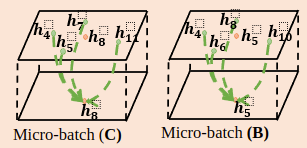 h₇
h₄ h₅ h₈ h₁₁
h₈
Micro-batch (C)
h₈
h₄ h₆ h₅ h₁₀
h₅
Micro-batch (B)